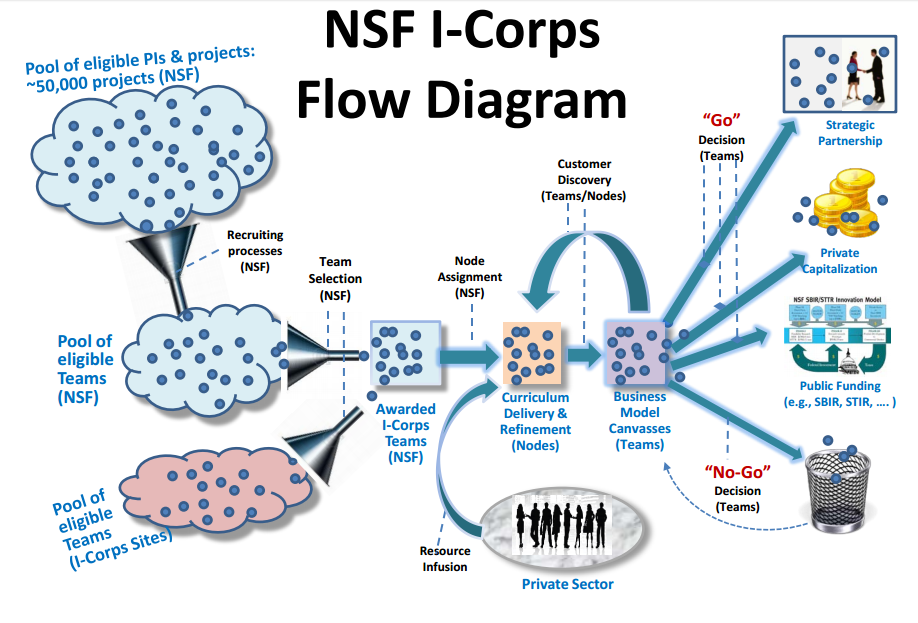 NSF I-Corps
Flow Diagram
Pool of eligible PIs & projects:
~50,000 projects (NSF)
Recruiting
processes
(NSF)
Pool of
eligible
Teams
(NSF)
Pool of
eligible
Teams
(I-Corps Sites)
Team
Selection
(NSF)
Awarded
I-Corps
Teams
(NSF)
Node
Assignment
(NSF)
Customer
Discovery
(Teams/Nodes)
Curriculum
Delivery &
Refinement
(Nodes)
Business
Model
Canvasses
(Teams)
Resource
Infusion
Private Sector
“Go”
Decision
(Teams)
“No-Go”
Decision
(Teams)
Strategic
Partnership
Private
Capitalization
NSF SBIR/STTR Innovation Model
Public Funding
(e.g., SBIR, STIR, .... )